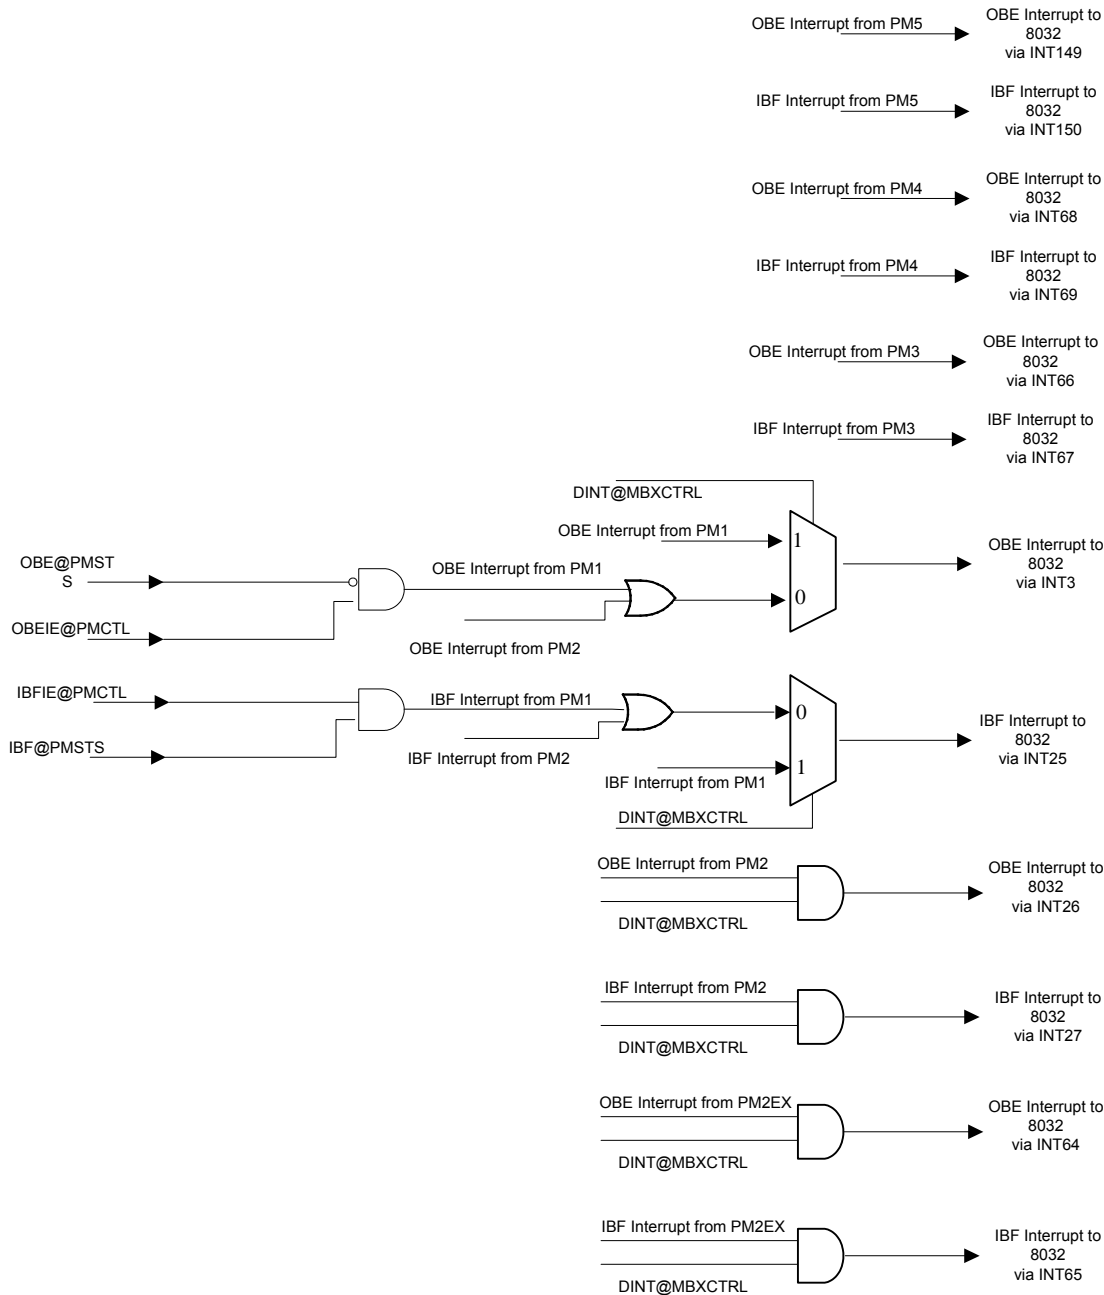 OBE Interrupt from PM5
OBE Interrupt to
8032
via INT149
IBF Interrupt from PM5
IBF Interrupt to
8032
via INT150
OBE Interrupt from PM4
OBE Interrupt to
8032
via INT68
IBF Interrupt from PM4
IBF Interrupt to
8032
via INT69
OBE Interrupt from PM3
OBE Interrupt to
8032
via INT66
IBF Interrupt from PM3
IBF Interrupt to
8032
via INT67
DINT@MBXCTRL
OBE Interrupt from PM1
1
OBE@PMST
S
OBE Interrupt from PM1
0
OBEIE@PMCTL
OBE Interrupt from PM2
OBE Interrupt to
8032
via INT3
IBFIE@PMCTL
IBF Interrupt from PM1
0
IBF@PMSTS
IBF Interrupt from PM2
1
IBF Interrupt from PM1
DINT@MBXCTRL
IBF Interrupt to
8032
via INT25
OBE Interrupt from PM2
DINT@MBXCTRL
OBE Interrupt to
8032
via INT26
IBF Interrupt from PM2
DINT@MBXCTRL
IBF Interrupt to
8032
via INT27
OBE Interrupt from PM2EX
DINT@MBXCTRL
OBE Interrupt to
8032
via INT64
IBF Interrupt from PM2EX
DINT@MBXCTRL
IBF Interrupt to
8032
via INT65